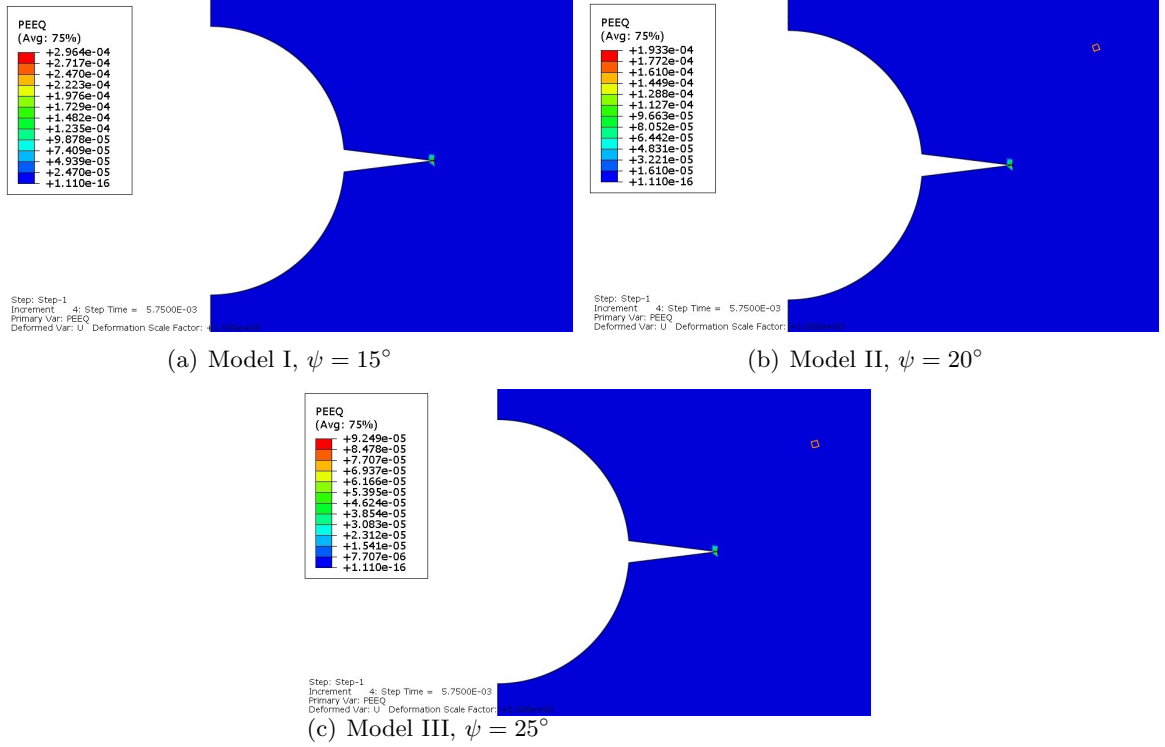 PEEQ
(Avg: 75%)
+2.964e-04
+2.717e-04
+2.470e-04
+2.223e-04
+1.976e-04
+1.729e-04
+1.482e-04
+1.235e-04
+9.878e-05
+7.409e-05
+4.939e-05
+2.470e-05
+1.110e-16
Step: Step-1
Increment 4: Step Time = 5.7500E-03
Primary Var: PEEQ
Deformed Var: U Deformation Scale Factor:
(a) Model I, ψ = 15°
PEEQ
(Avg: 75%)
+1.933e-04
+1.772e-04
+1.610e-04
+1.449e-04
+1.288e-04
+1.127e-04
+9.663e-05
+8.052e-05
+6.442e-05
+4.831e-05
+3.221e-05
+1.610e-05
+1.110e-16
Step: Step-1
Increment 4: Step Time = 5.7500E-03
Primary Var: PEEQ
Deformed Var: U Deformation Scale Factor:
(b) Model II, ψ = 20°
PEEQ
(Avg: 75%)
+9.249e-05
+8.478e-05
+7.707e-05
+6.937e-05
+6.166e-05
+5.395e-05
+4.624e-05
+3.854e-05
+3.083e-05
+2.312e-05
+1.541e-05
+7.707e-06
+1.110e-16
Step: Step-1
Increment 4: Step Time = 5.7500E-03
Primary Var: PEEQ
Deformed Var: U Deformation Scale Factor:
(c) Model III, ψ = 25°